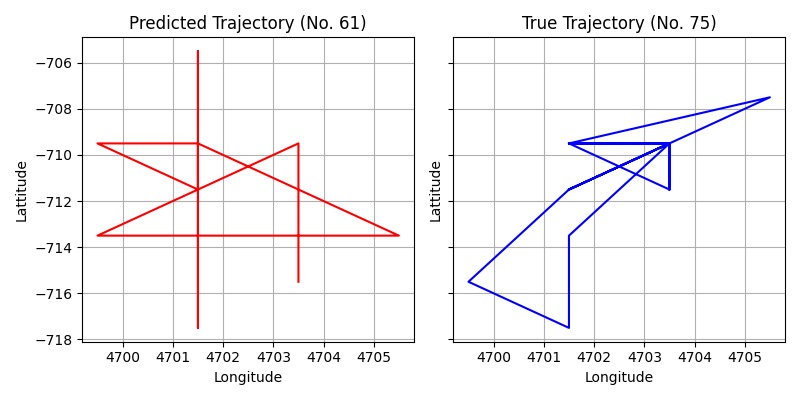 Predicted Trajectory (No. 61)
True Trajectory (No. 75)
−706
−708
−710
−712
−714
−716
−718
Lattitude
Lattitude
4700 4701 4702 4703 4704 4705
4700 4701 4702 4703 4704 4705
Longitude
Longitude